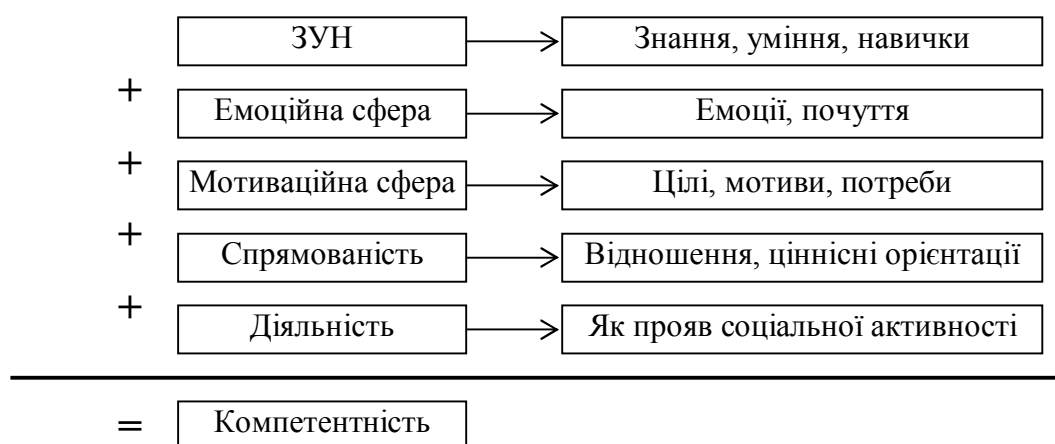 ЗУН Знання, уміння, навички
+
Емоційна сфера Емоції, почуття
+
Мотиваційна сфера Цілі, мотиви, потреби
+
Спрямованість Відношення, ціннісні орієнтації
+
Діяльність Як прояв соціальної активності
= Компетентність